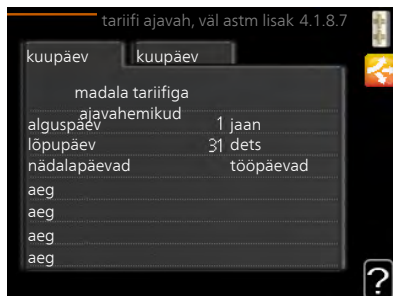 tariifi ajavah, väl astm lisak 4.1.8.7
kuupäev kuupäev
madala tariifiga
ajavahemikud
alguspäev 1 jaan
lõpupäev 31 dets
nädalapäevad tööpäevad
aeg
aeg
aeg
aeg
?